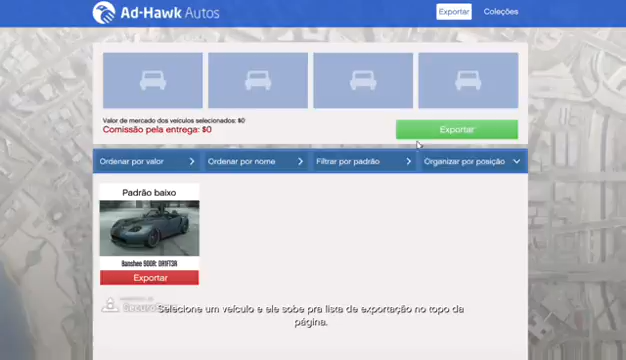 Ad-Hawk Autos
Exportar
Coleções
Valor de mercado dos veículos selecionados: $0
Comissão pela entrega: $0
Exportar
Ordenar por valor
Ordenar por nome
Filtrar por padrão
Organizar por posição
Padrão baixo
Banshee 900R: DR1FT3R
Exportar
Selecione um veículo e ele sobe pra lista de exportação no topo da
página.